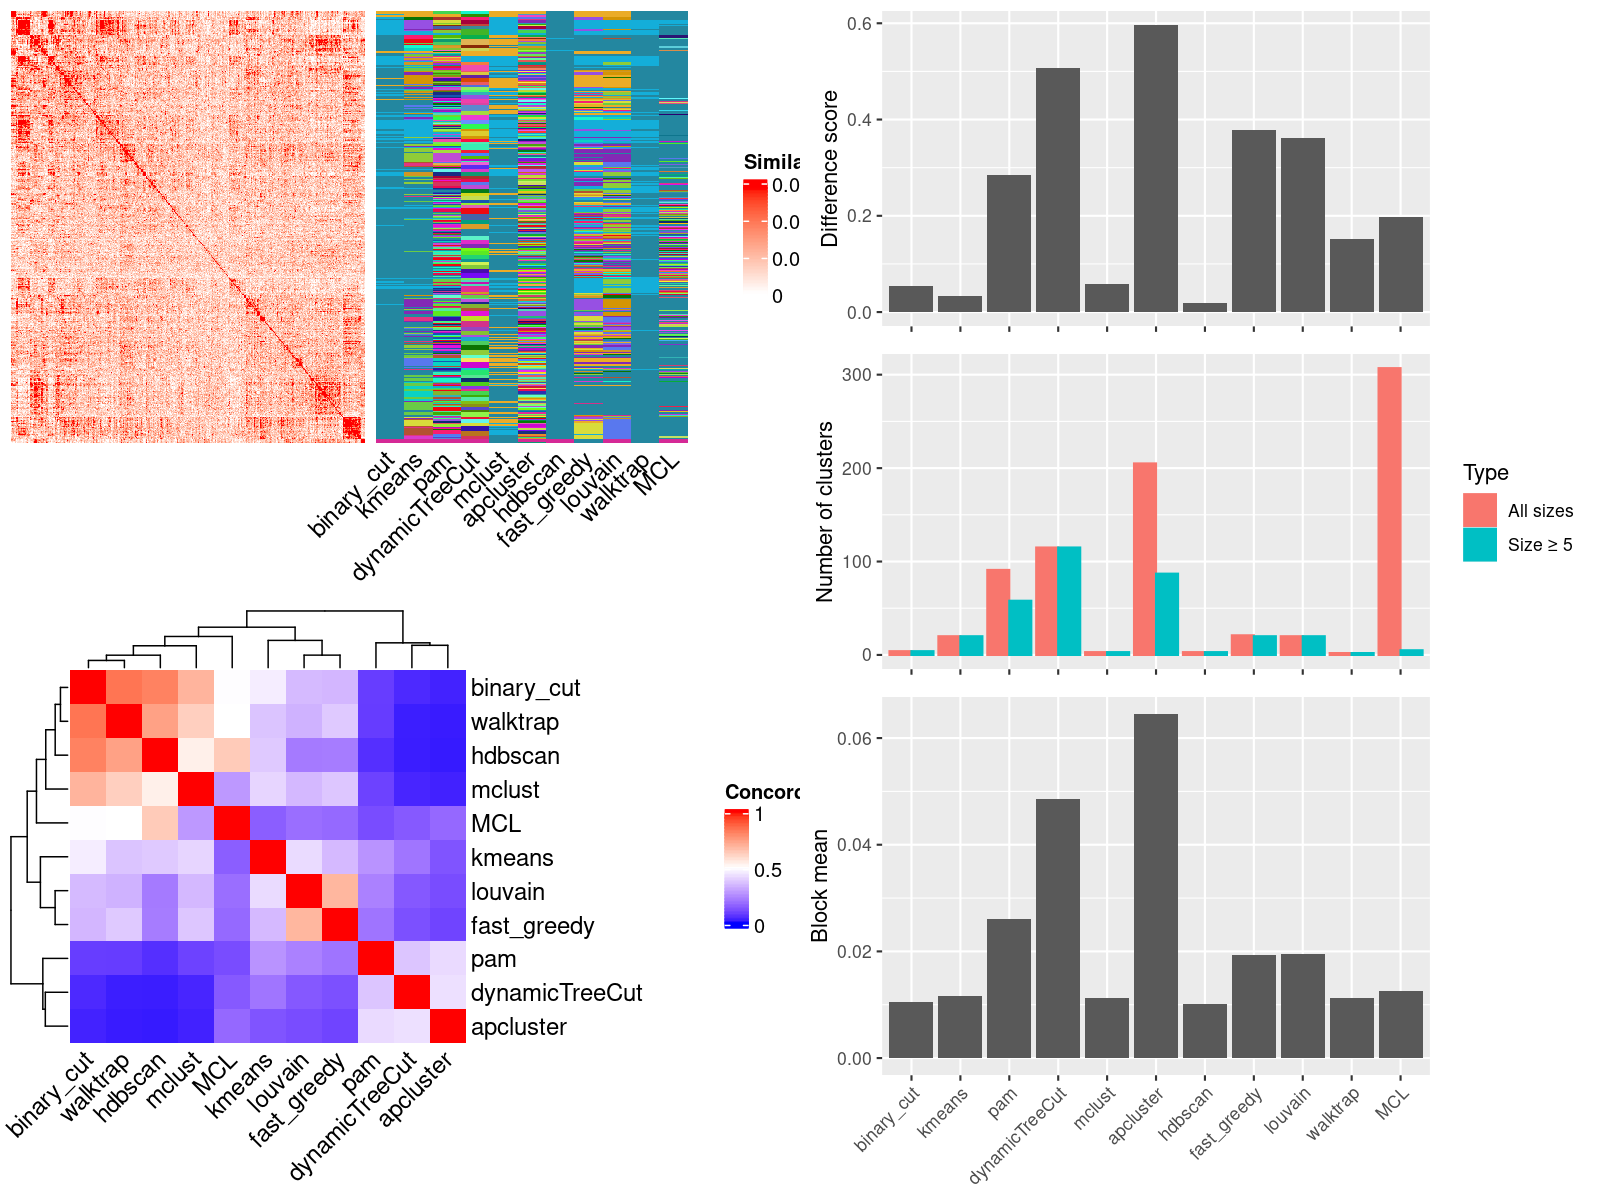 Simila
0.0
0.0
0.0
0
binary_cut
kmeans
pam
dynamicTreeCut
mclust
apcluster
hdbscan
fast_greedy
louvain
walktrap
MCL
binary_cut
walktrap
hdbscan
mclust
MCL
kmeans
louvain
fast_greedy
pam
dynamicTreeCut
apcluster
binary_cut
walktrap
hdbscan
mclust
MCL
kmeans
louvain
fast_greedy
pam
dynamicTreeCut
apcluster
Concord
1
0.5
0
Difference score
0.6
0.4
0.2
0.0
Number of clusters
300
200
100
0
Type
All sizes
Size ≥ 5
Block mean
0.06
0.04
0.02
0.00
binary_cut
kmeans
pam
dynamicTreeCut
mclust
apcluster
hdbscan
fast_greedy
louvain
walktrap
MCL